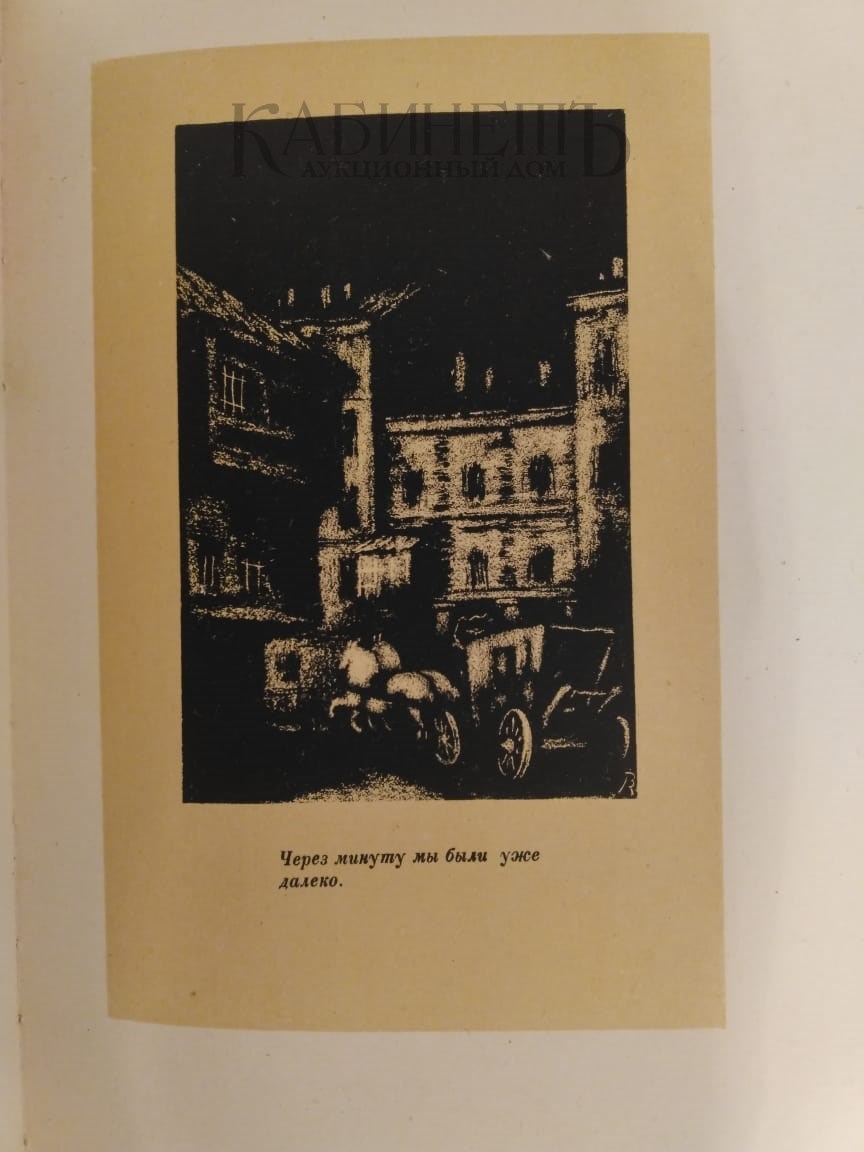 КАБИНЕТЪ
АУКЦИОННЫЙ ДОМ
Через минуту мы были уже
далеко.